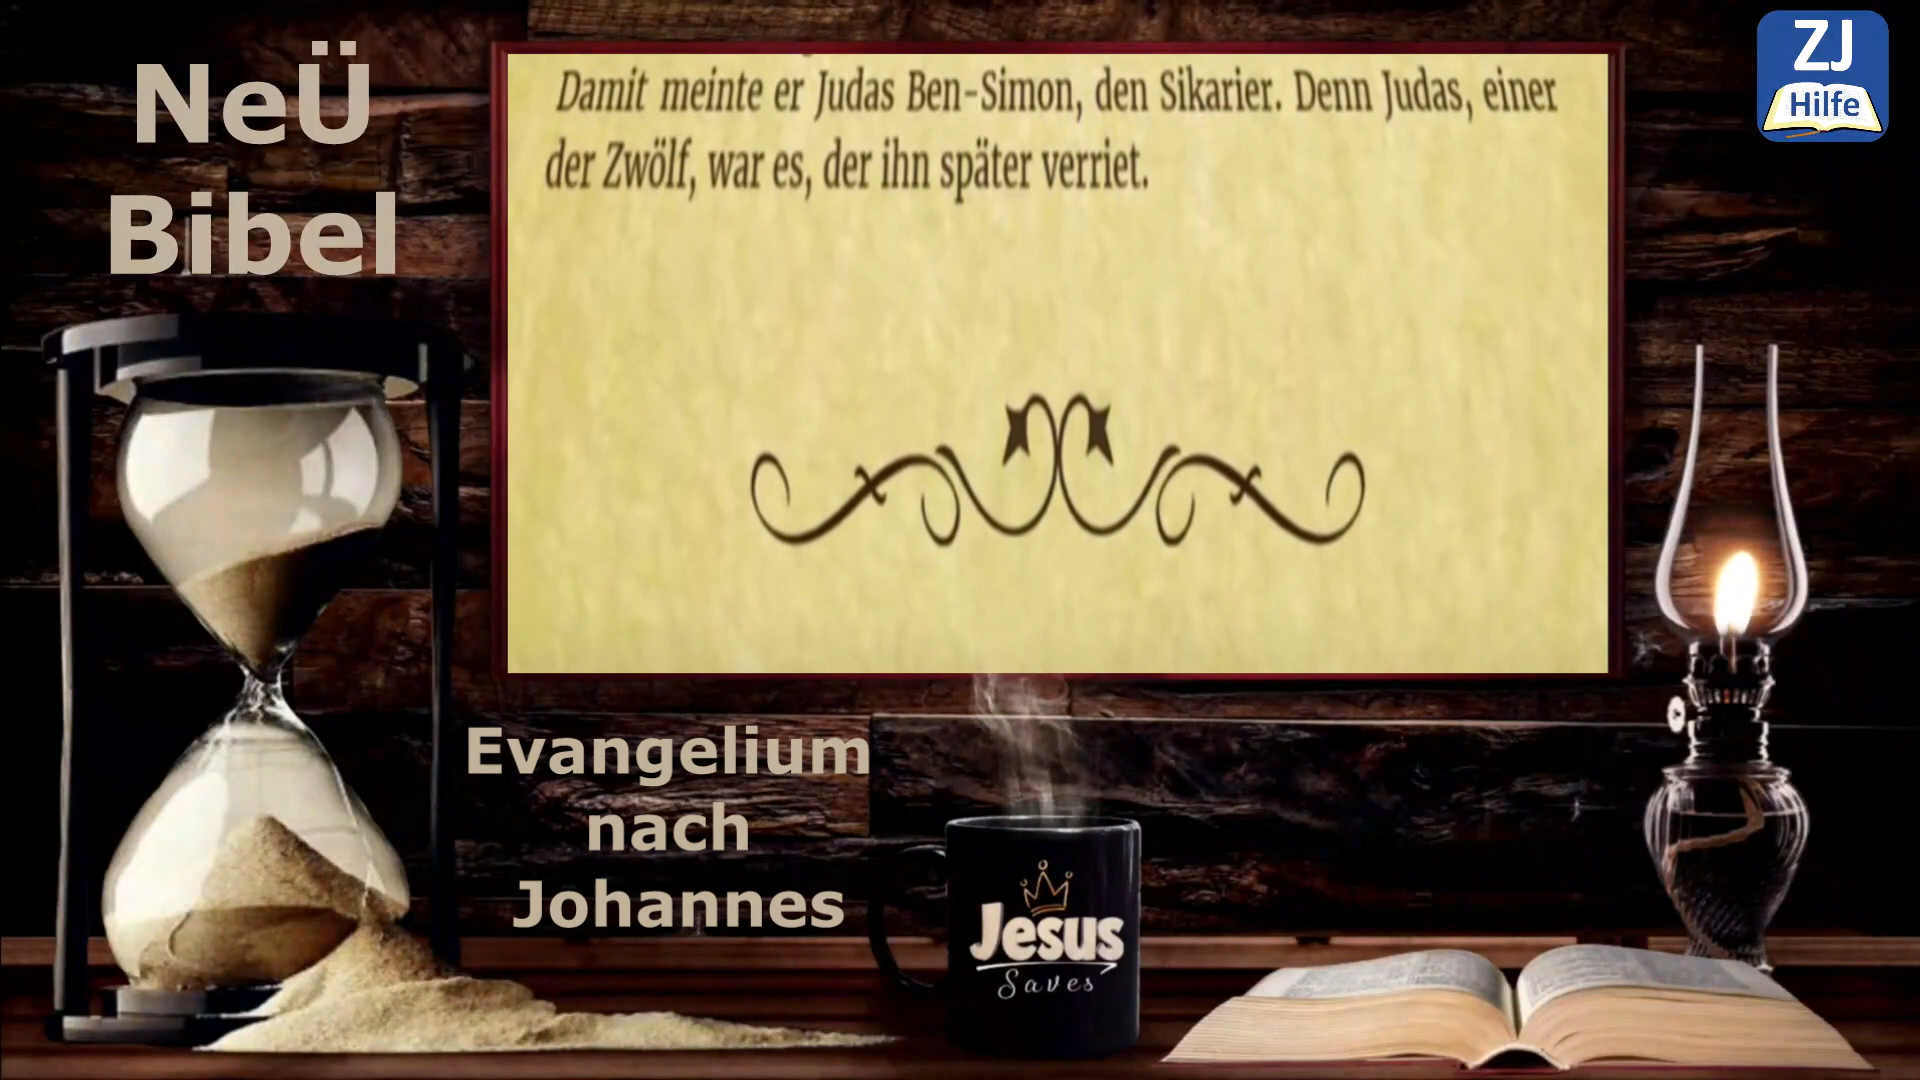 NeÜ
Bibel
Damit meinte er Judas Ben-Simon, den Sikarier. Denn Judas, einer
der Zwölf, war es, der ihn später verriet.
ZJ
Hilfe
Evangelium
nach
Johannes
Jesus
Saves